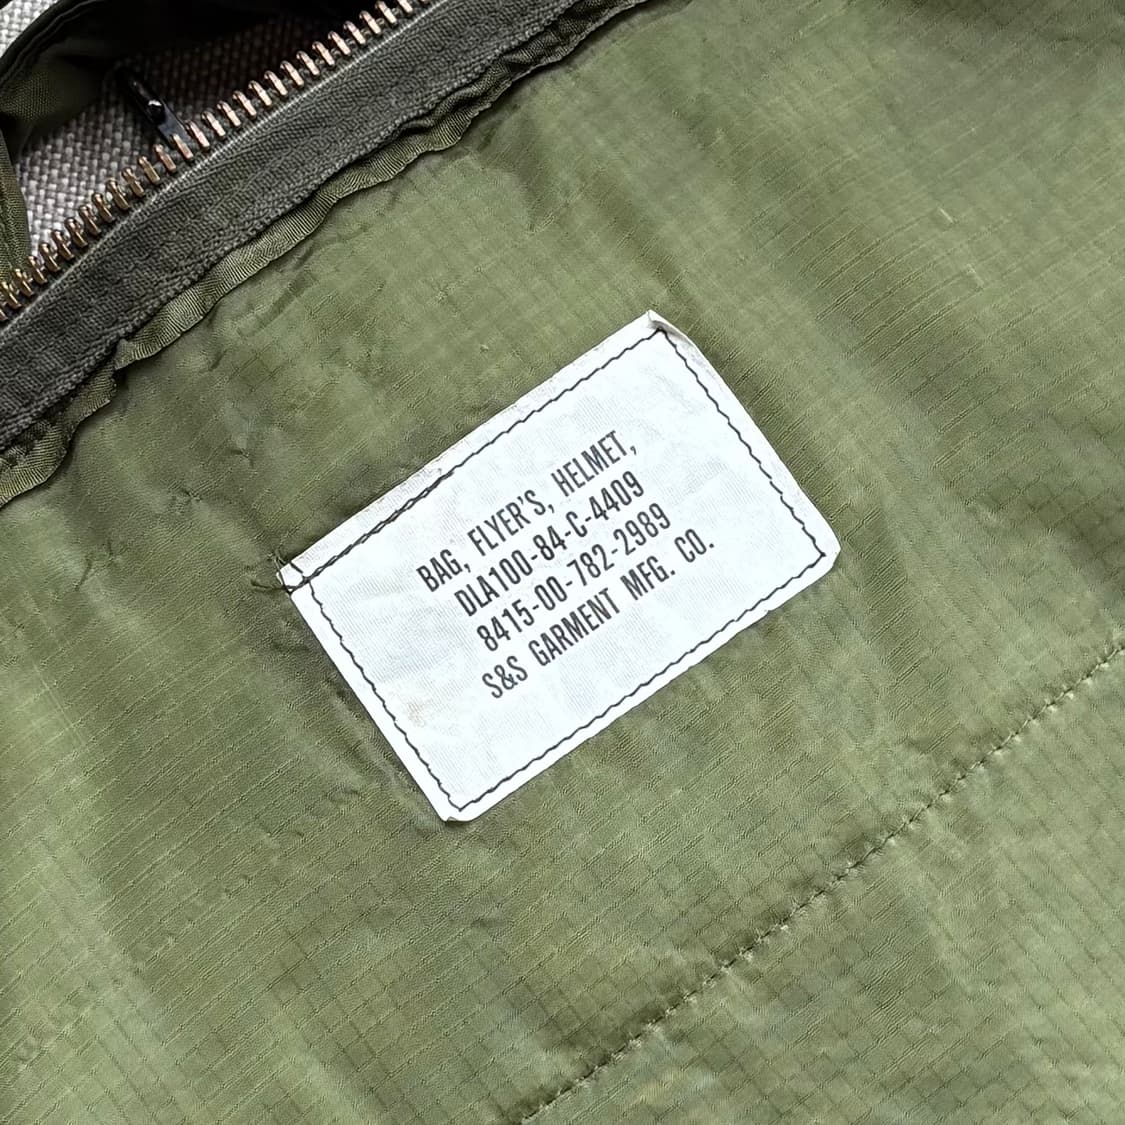 BAG, FLYER'S, HELMET,
DLA100-84-C-4409
8415-00-782-2989
S&S GARMENT MFG. CO.